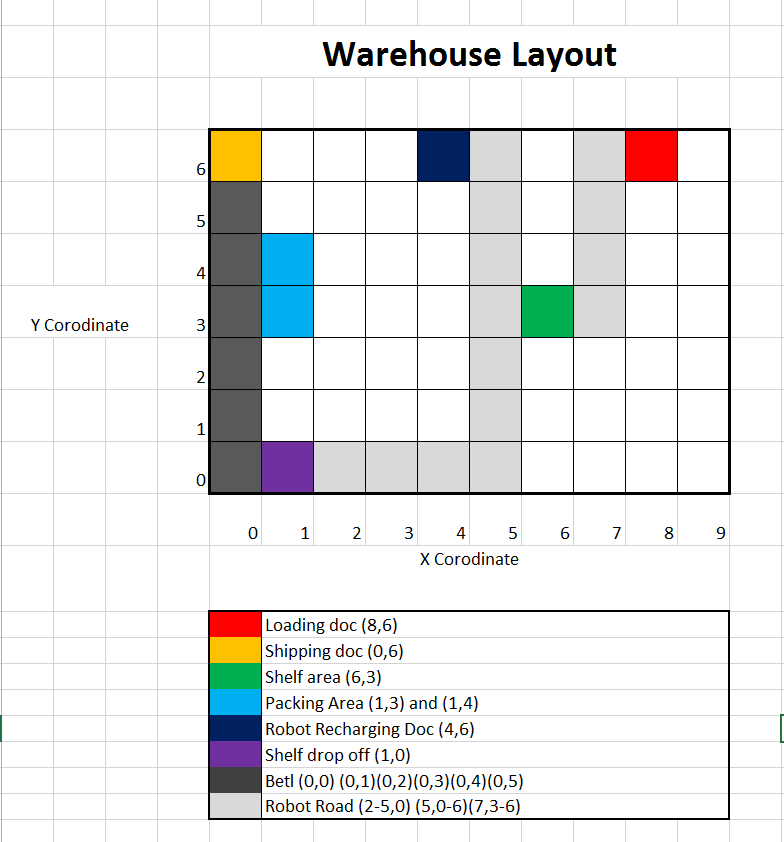 Warehouse Layout
6
5
4
Y Corodinate 3
2
1
0
0 1 2 3 4 5 6 7 8 9
X Corodinate
Loading doc (8,6)
Shipping doc (0,6)
Shelf area (6,3)
Packing Area (1,3) and (1,4)
Robot Recharging Doc (4,6)
Shelf drop off (1,0)
Betl (0,0) (0,1)(0,2)(0,3)(0,4)(0,5)
Robot Road (2-5,0) (5,0-6)(7,3-6)